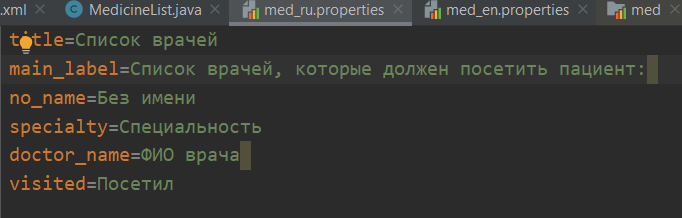 .xml MedicineList.java med_ru.properties med_en.properties med
title=Список врачей
main_label=Список врачей, которые должен посетить пациент:
no_name=Без имени
specialty=Специальность
doctor_name=ФИО врача
visited=Посетил